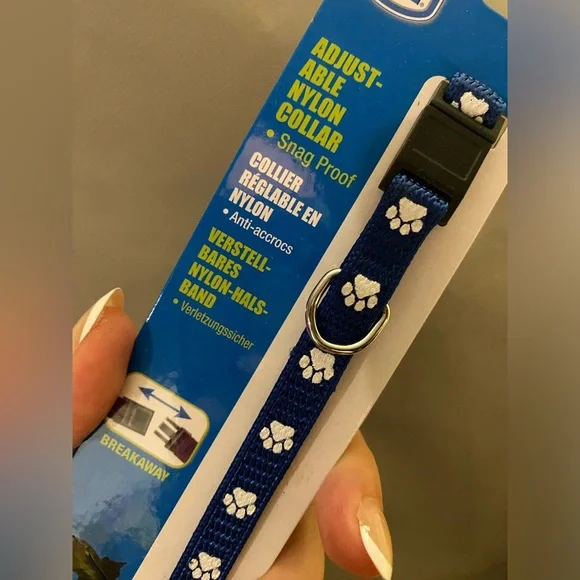 ADJUST-
ABLE
NYLON
COLLAR
• Snag Proof
COLLIER
RÉGLABLE EN
NYLON
• Anti-accrocs
VERSTELL-
BARES
NYLON-HALS-
BAND
• Verletzungssicher
BREAKAWAY